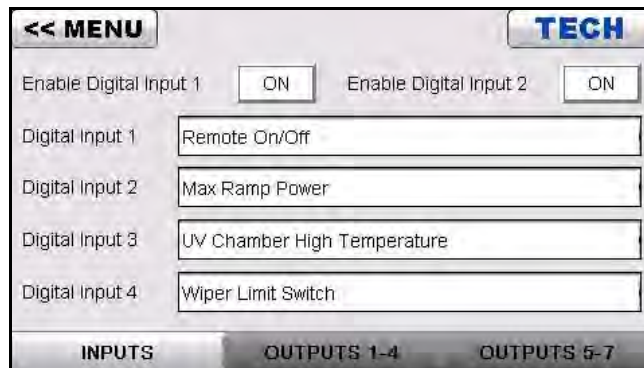 << MENU TECH
Enable Digital Input 1 ON Enable Digital Input 2 ON
Digital Input 1 Remote On/Off
Digital Input 2 Max Ramp Power
Digital Input 3 UV Chamber High Temperature
Digital Input 4 Wiper Limit Switch
INPUTS OUTPUTS 1-4 OUTPUTS 5-7